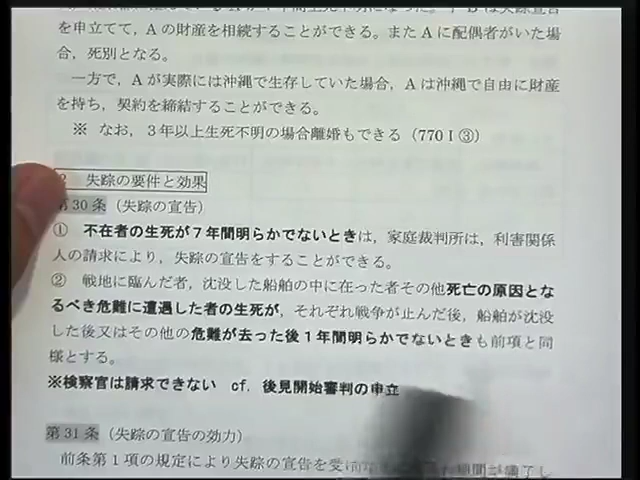 を申立てて，Ａの財産を相続することができる。またＡに配偶者がいた場
合，死別となる。
一方で，Ａが実際には沖縄で生存していた場合，Ａは沖縄で自由に財産
を持ち，契約を締結することができる。
※ なお，３年以上生死不明の場合離婚もできる（770Ⅰ③）
失踪の要件と効果
30条（失踪の宣告）
① 不在者の生死が７年間明らかでないときは，家庭裁判所は，利害関係
人の請求により，失踪の宣告をすることができる。
② 戦地に臨んだ者，沈没した船舶の中に在った者その他死亡の原因とな
るべき危難に遭遇した者の生死が，それぞれ戦争が止んだ後，船舶が沈没
した後又はその他の危難が去った後１年間明らかでないときも前項と同
様とする。
※検察官は請求できない cf. 後見開始審判の申立
第31条（失踪の宣告の効力）
前条第１項の規定により失踪の宣告を受